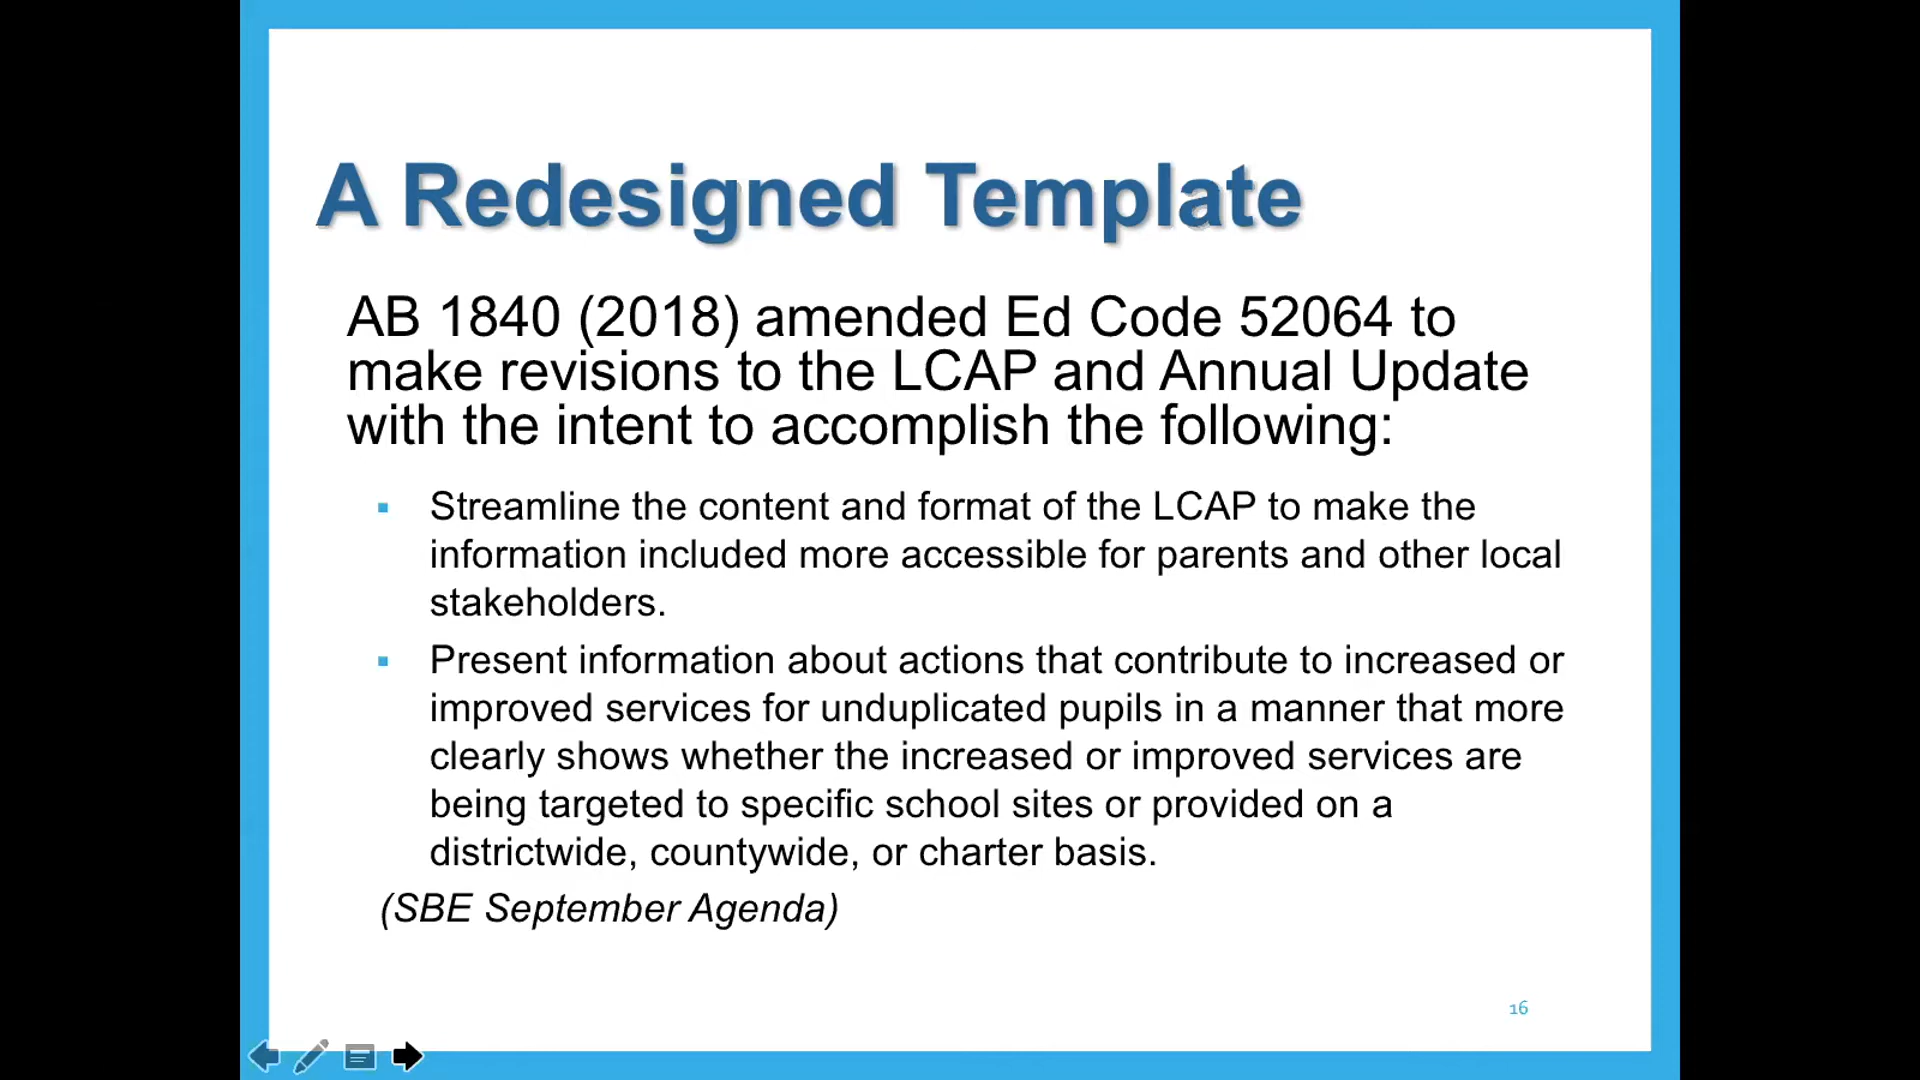 A Redesigned Template
AB 1840 (2018) amended Ed Code 52064 to
make revisions to the LCAP and Annual Update
with the intent to accomplish the following:
▪ Streamline the content and format of the LCAP to make the
information included more accessible for parents and other local
stakeholders.
▪ Present information about actions that contribute to increased or
improved services for unduplicated pupils in a manner that more
clearly shows whether the increased or improved services are
being targeted to specific school sites or provided on a
districtwide, countywide, or charter basis.
(SBE September Agenda)
16